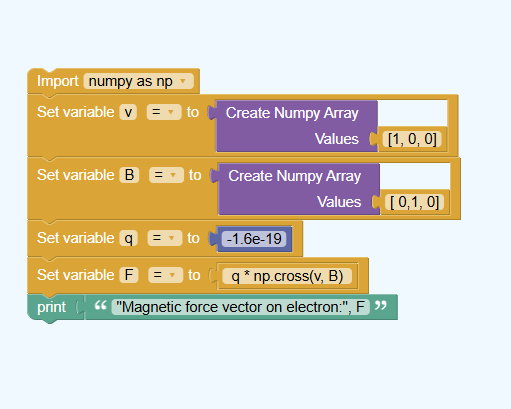 Import numpy as np
Set variable v = to Create Numpy Array
Values [1, 0, 0]
Set variable B = to Create Numpy Array
Values [ 0,1, 0]
Set variable q = to -1.6e-19
Set variable F = to q * np.cross(v, B)
print “ "Magnetic force vector on electron:", F ”